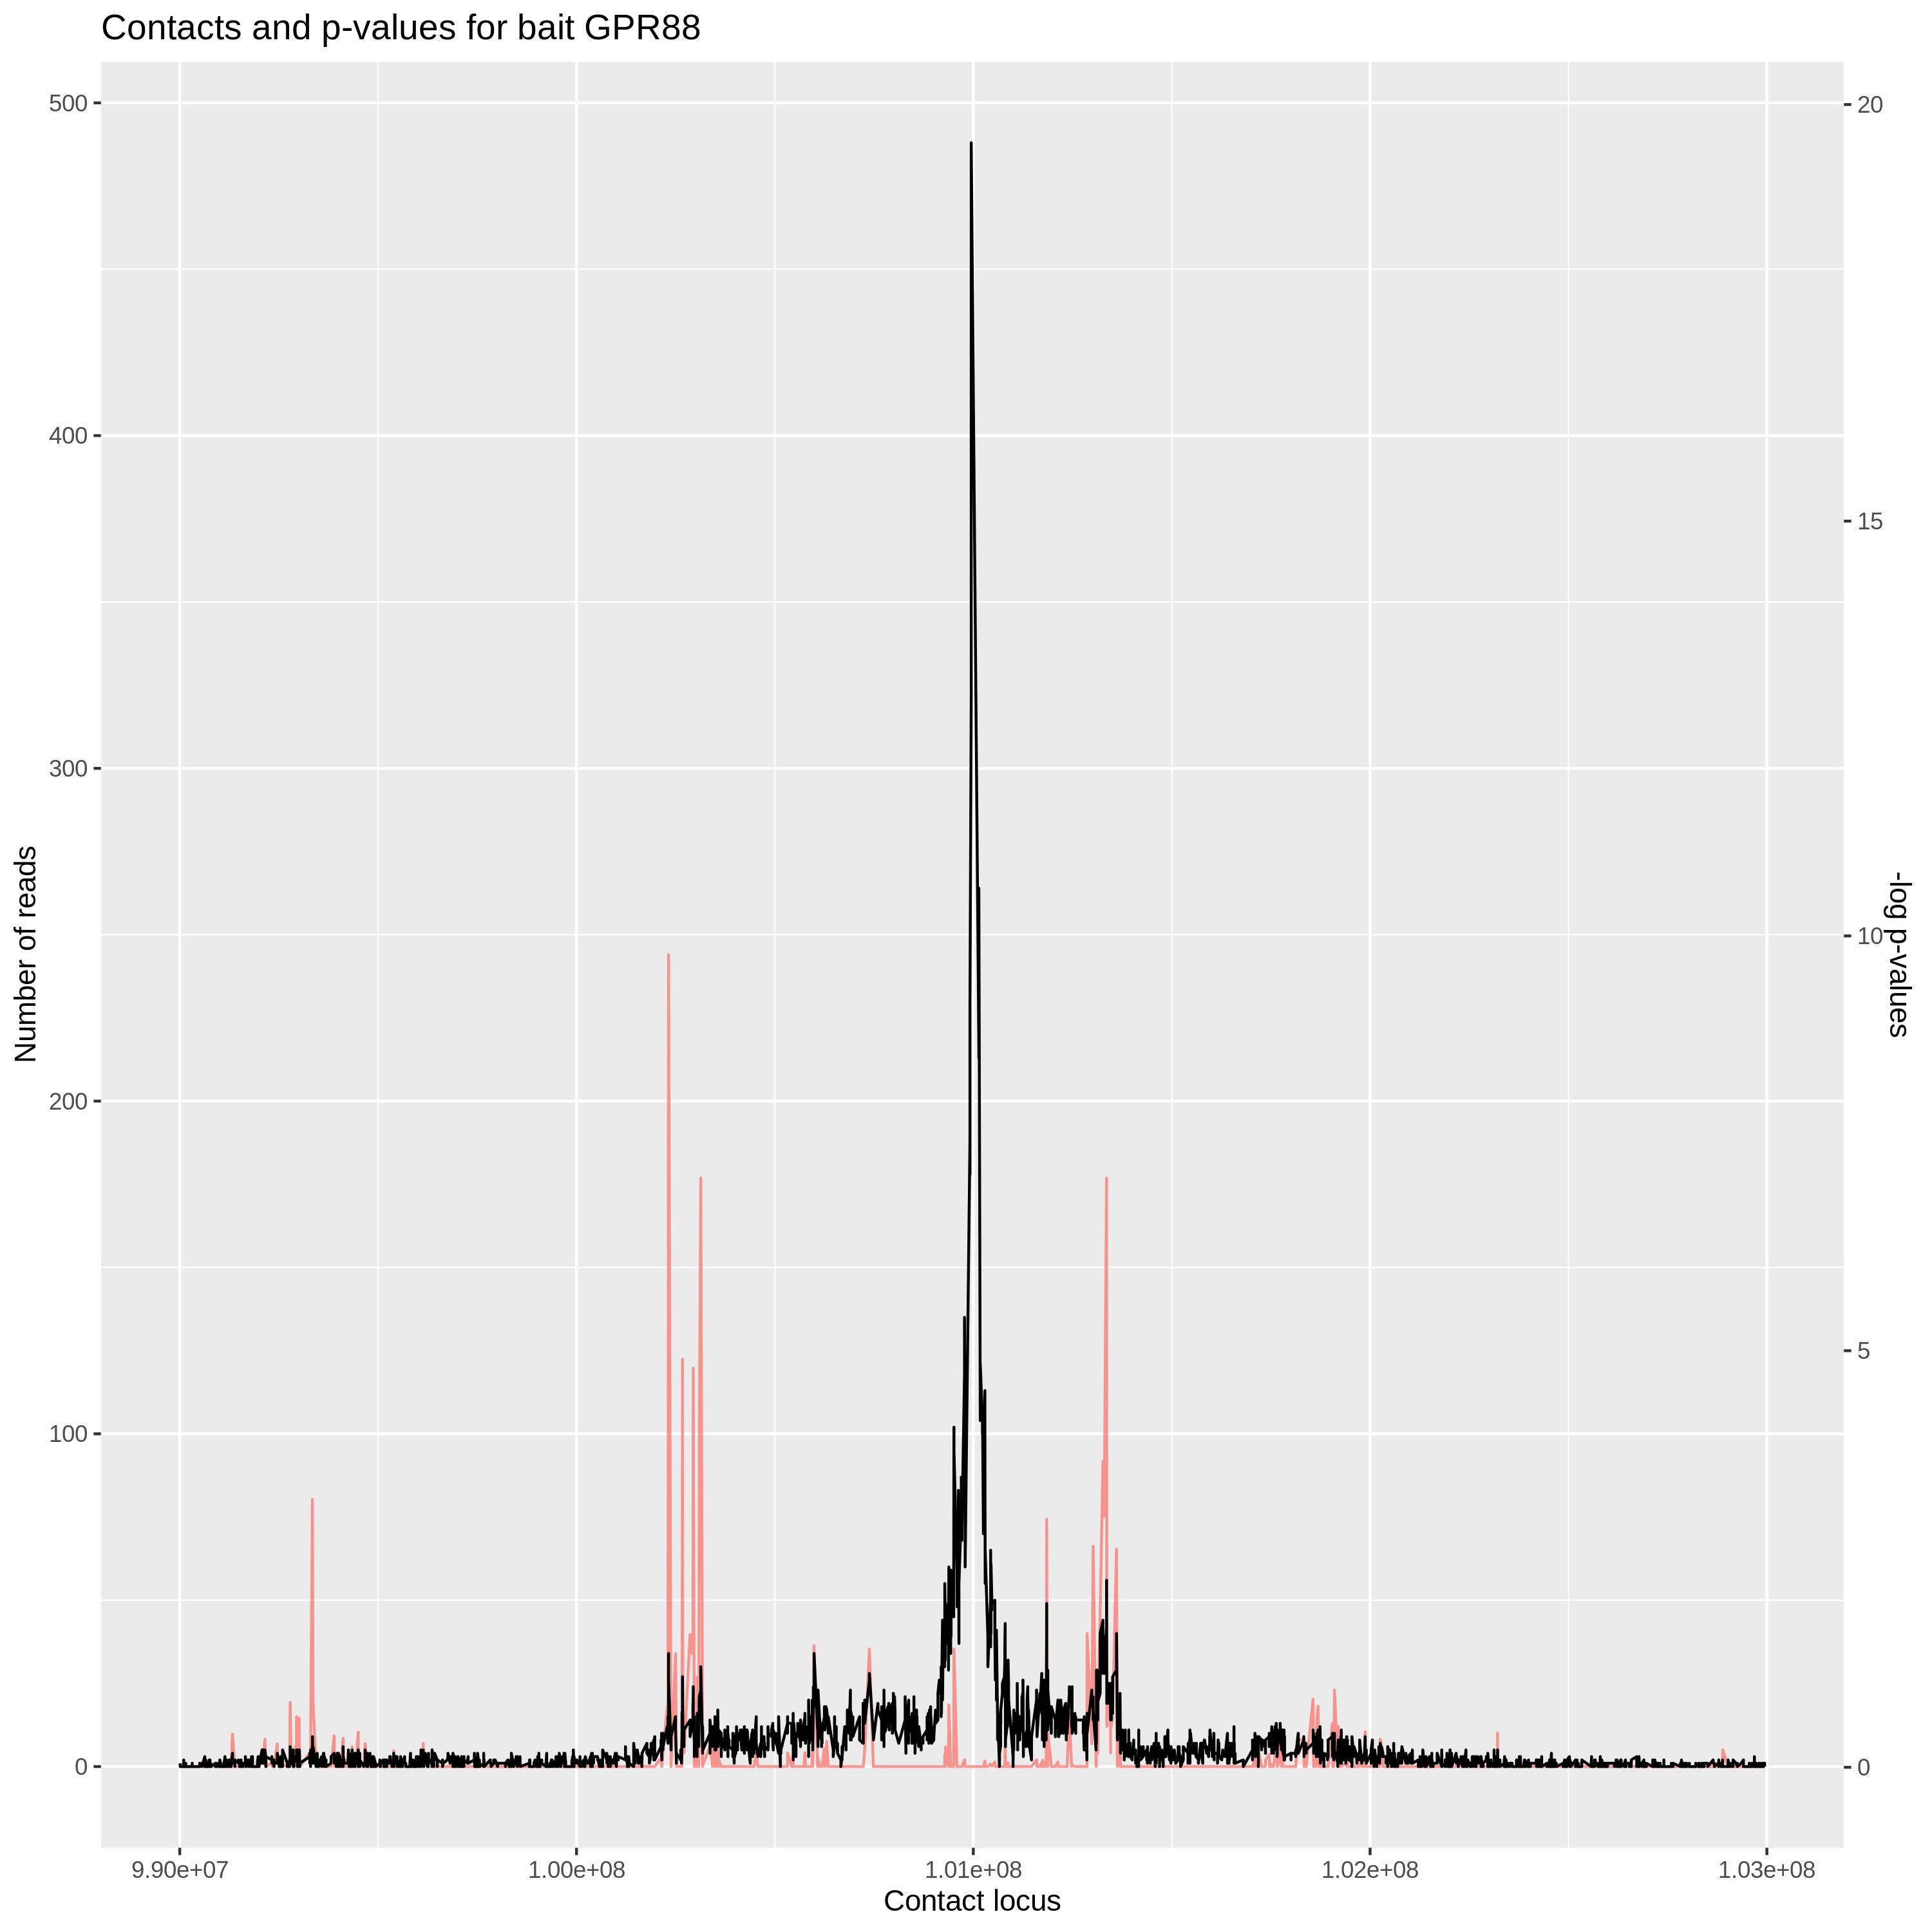 Contacts and p-values for bait GPR88
500
400
300
200
100
0
Number of reads
20
15
10
5
0
-log p-values
9.90e+07 1.00e+08 1.01e+08 1.02e+08 1.03e+08
Contact locus